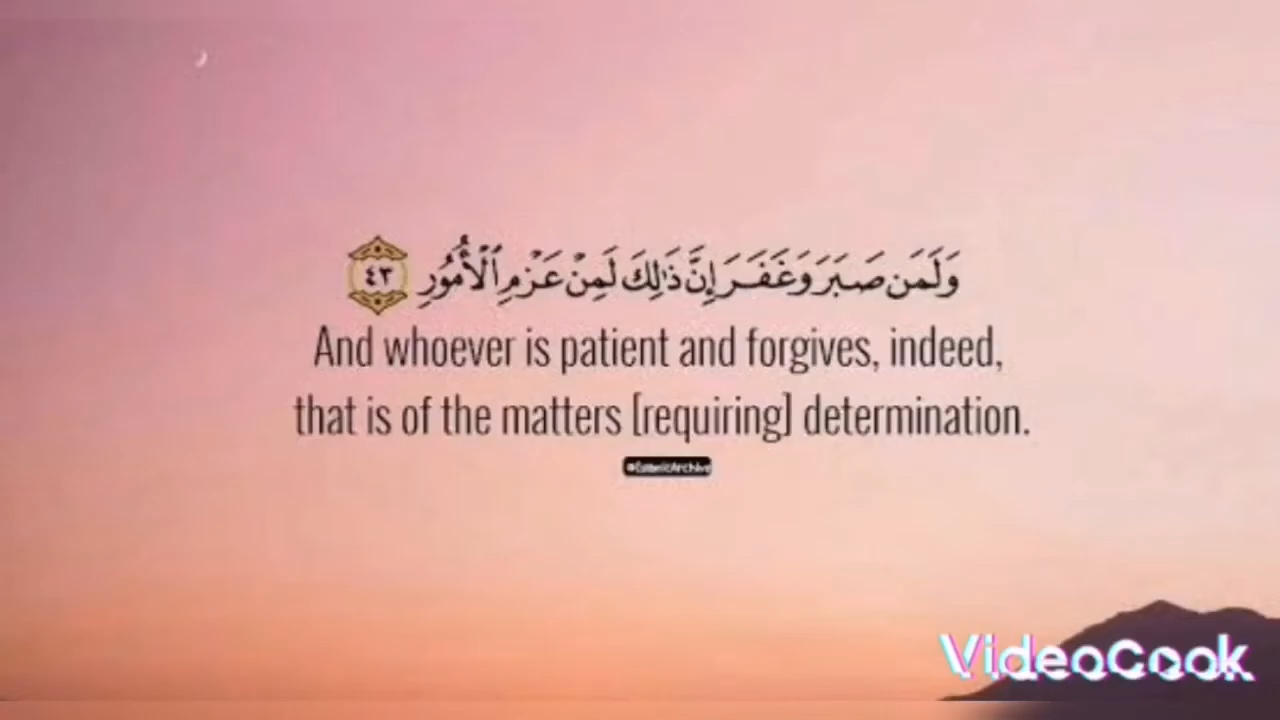 وَلَمَن صَبَرَ وَغَفَرَ إِنَّ ذَٰلِكَ لَمِنْ عَزْمِ ٱلْأُمُورِ ٤٣
And whoever is patient and forgives, indeed,
that is of the matters [requiring] determination.
VideoCook